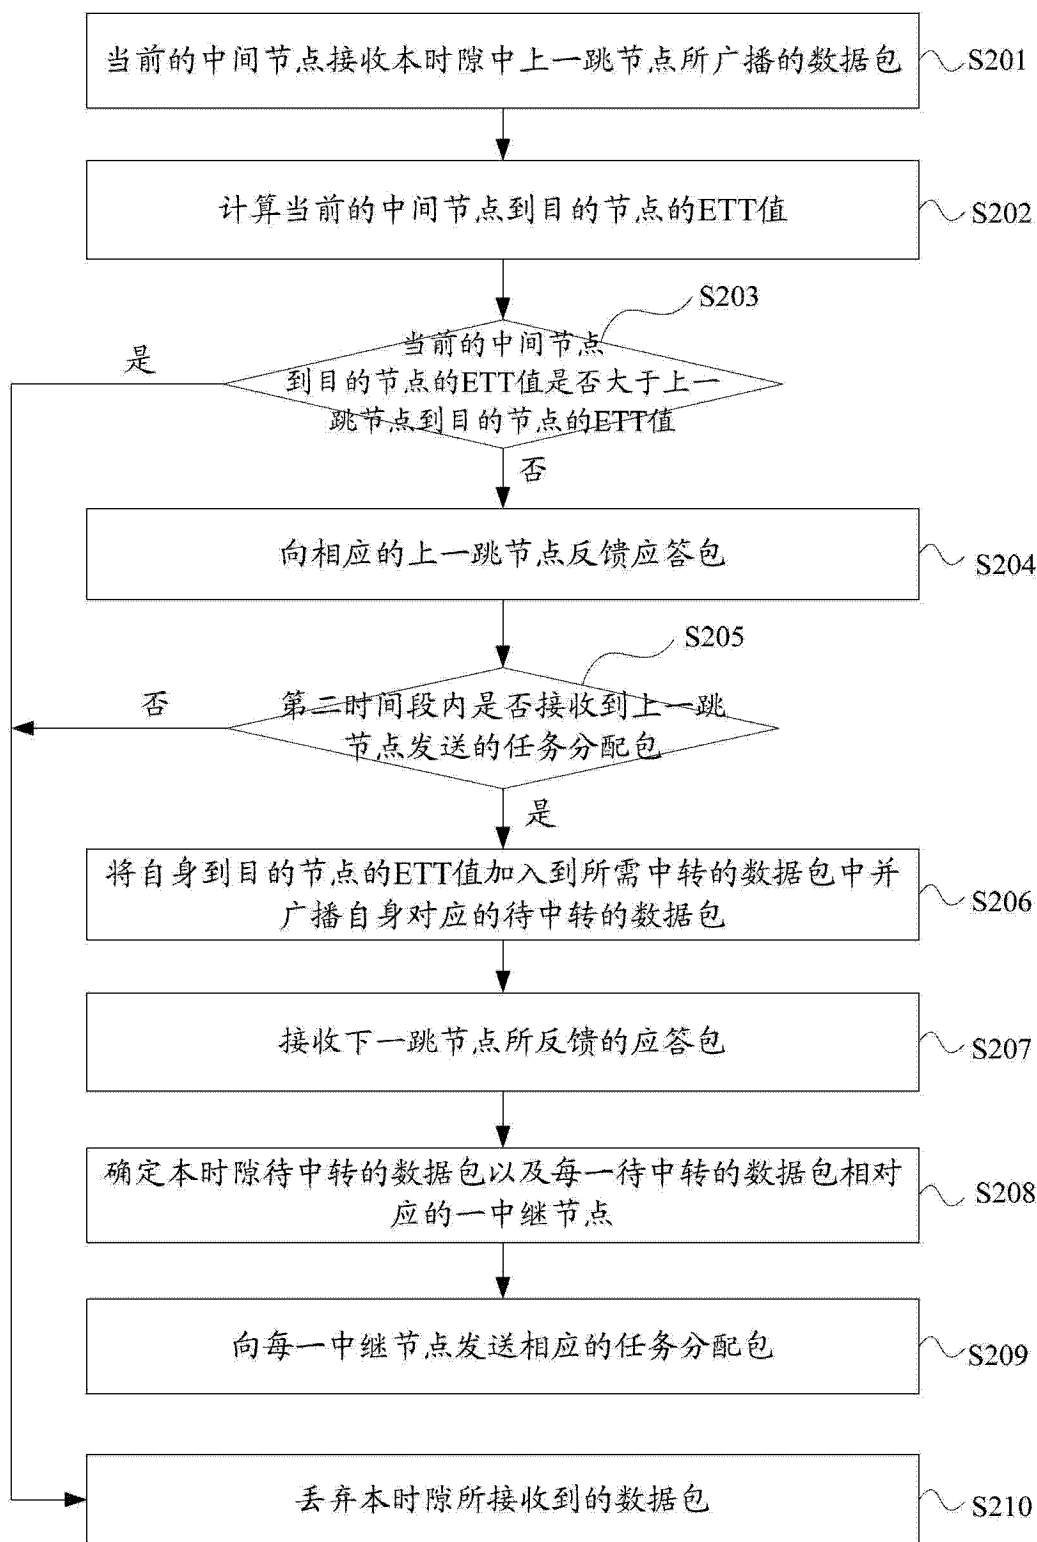 当前的中间节点接收本时隙中上一跳节点所广播的数据包
S201
计算当前的中间节点到目的节点的ETT值
S202
S203
当前的中间节点
到目的节点的ETT值是否大于上一
跳节点到目的节点的ETT值
是
否
向相应的上一跳节点反馈应答包
S204
S205
第二时间段内是否接收到上一跳
节点发送的任务分配包
否
是
将自身到目的节点的ETT值加入到所需中转的数据包中并
广播自身对应的待中转的数据包
S206
接收下一跳节点所反馈的应答包
S207
确定本时隙待中转的数据包以及每一待中转的数据包相对
应的一中继节点
S208
向每一中继节点发送相应的任务分配包
S209
丢弃本时隙所接收到的数据包
S210